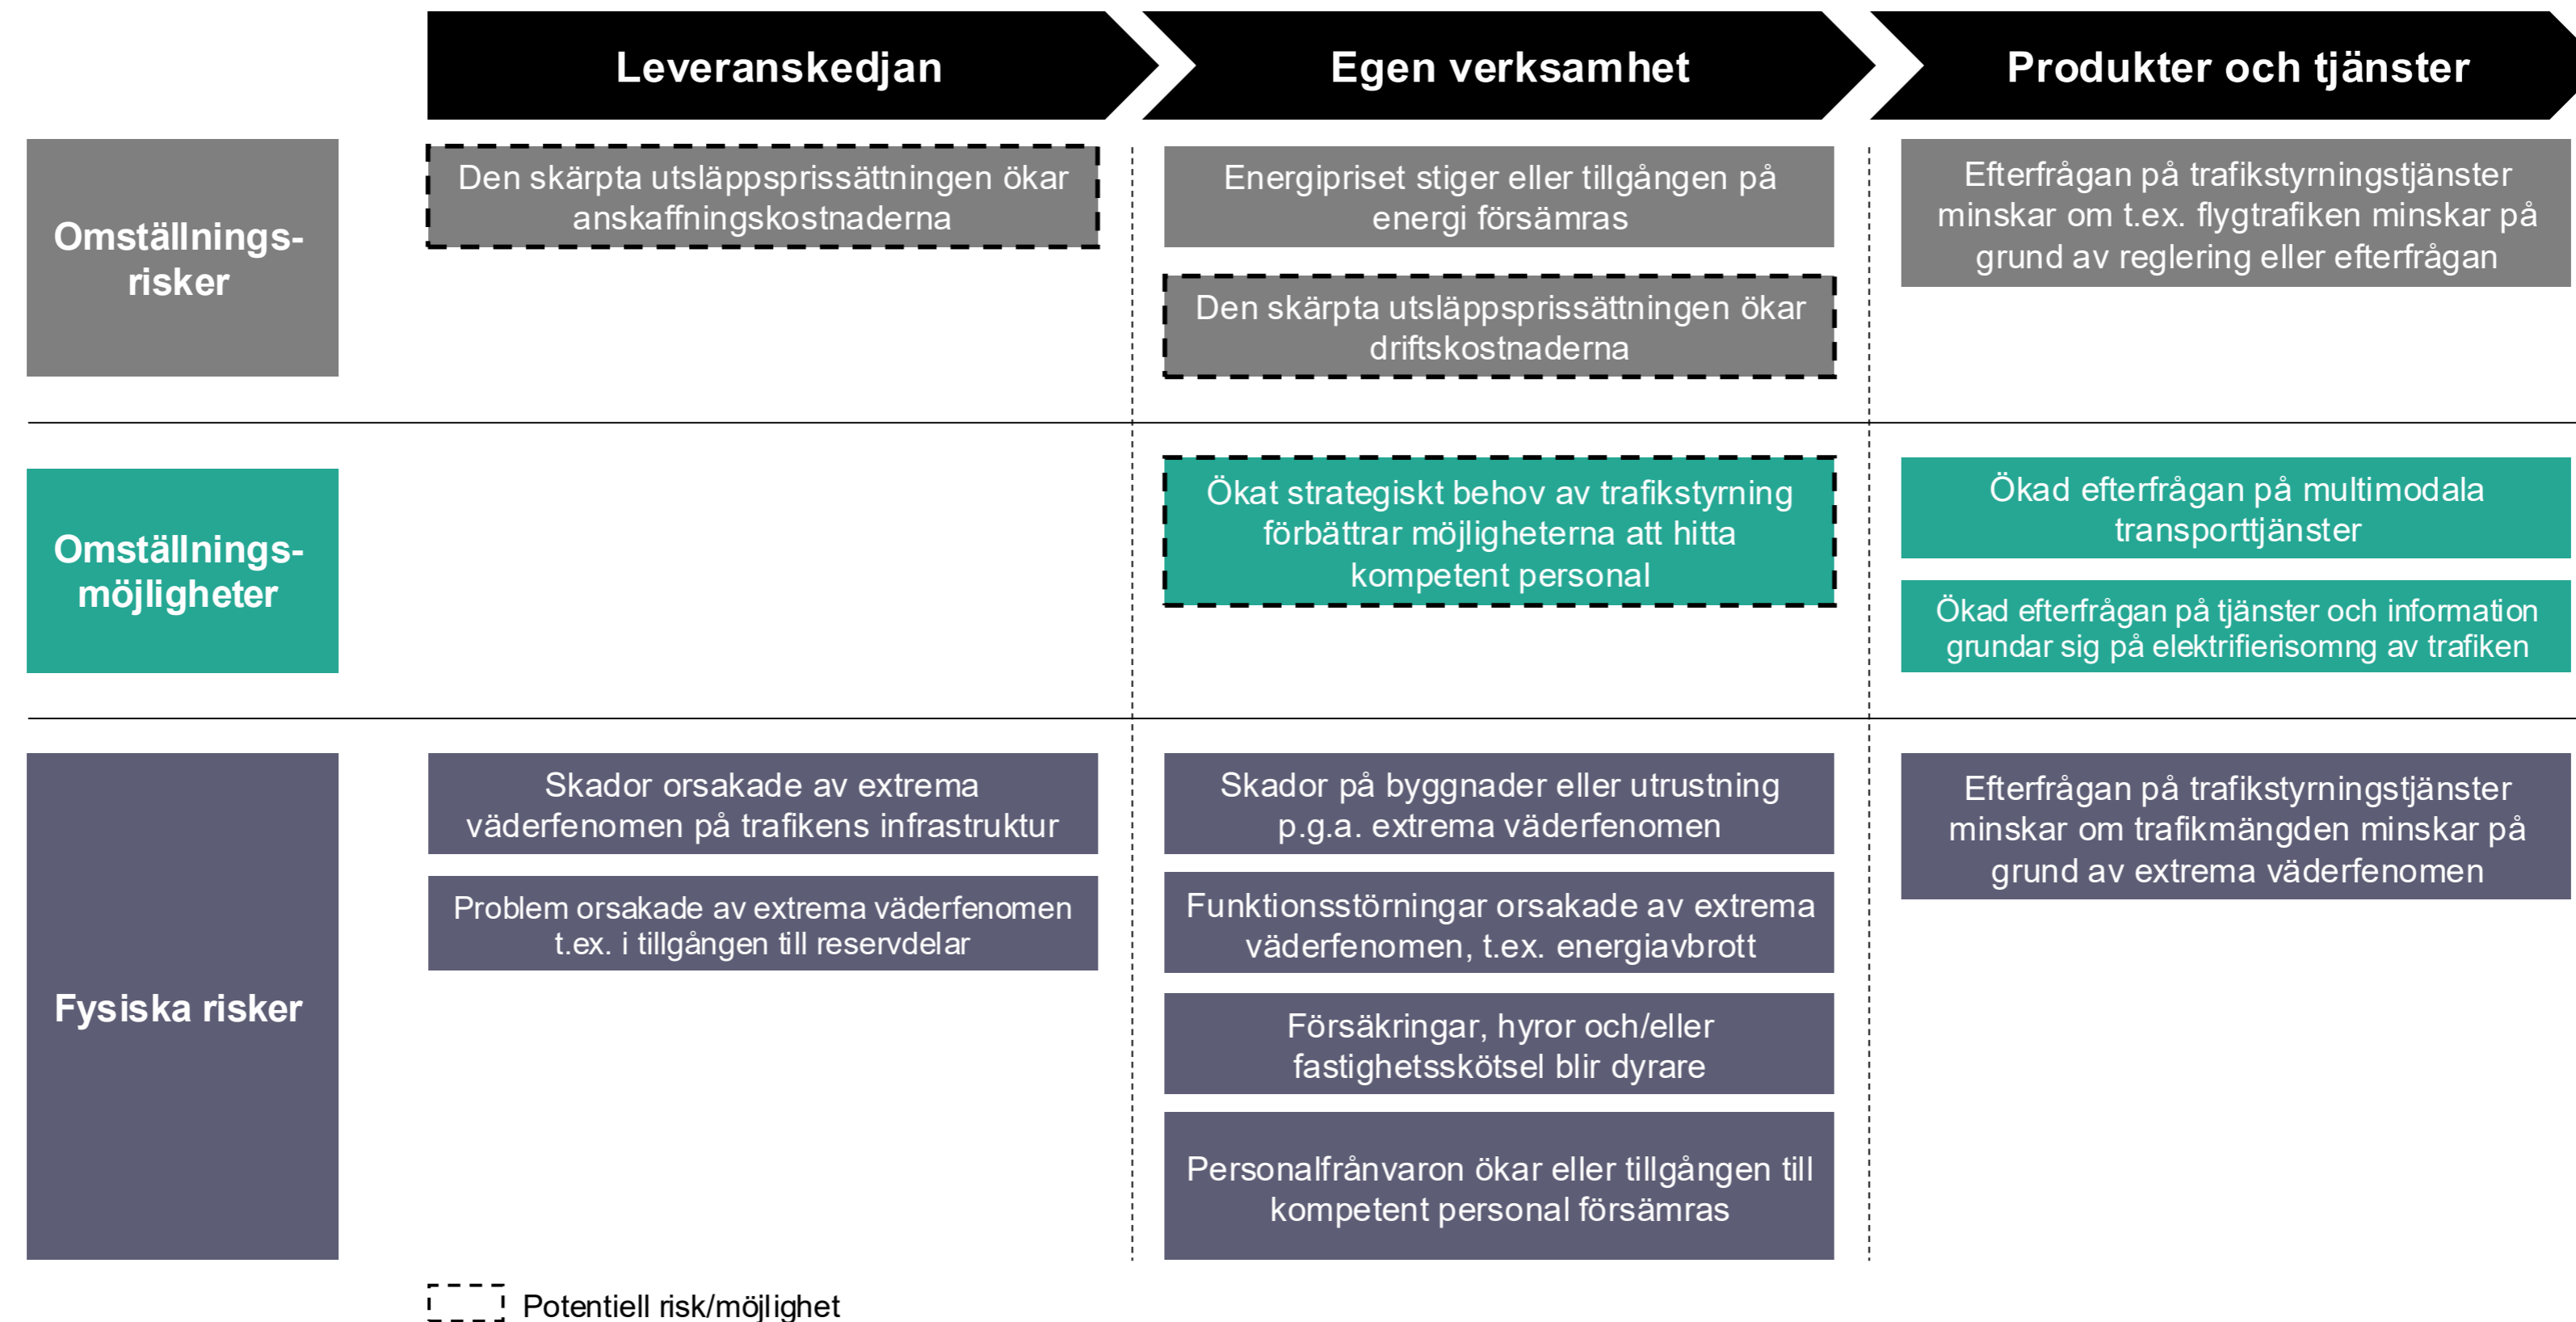 Leveranskedjan
Egen verksamhet
Produkter och tjänster
Omställnings-
risker
Den skärpta utsläppsprissättningen ökar
anskaffningskostnaderna
Energipriset stiger eller tillgången på
energi försämras
Den skärpta utsläppsprissättningen ökar
driftskostnaderna
Efterfrågan på trafikstyrningstjänster
minskar om t.ex. flygtrafiken minskar på
grund av reglering eller efterfrågan
Omställnings-
möjligheter
Ökat strategiskt behov av trafikstyrning
förbättrar möjligheterna att hitta
kompetent personal
Ökad efterfrågan på multimodala
transporttjänster
Ökad efterfrågan på tjänster och information
grundar sig på elektrifierisomng av trafiken
Fysiska risker
Skador orsakade av extrema
väderfenomen på trafikens infrastruktur
Problem orsakade av extrema väderfenomen
t.ex. i tillgången till reservdelar
Skador på byggnader eller utrustning
p.g.a. extrema väderfenomen
Funktionsstörningar orsakade av extrema
väderfenomen, t.ex. energiavbrott
Försäkringar, hyror och/eller
fastighetsskötsel blir dyrare
Personalfrånvaron ökar eller tillgången till
kompetent personal försämras
Efterfrågan på trafikstyrningstjänster
minskar om trafikmängden minskar på
grund av extrema väderfenomen
Potentiell risk/möjlighet